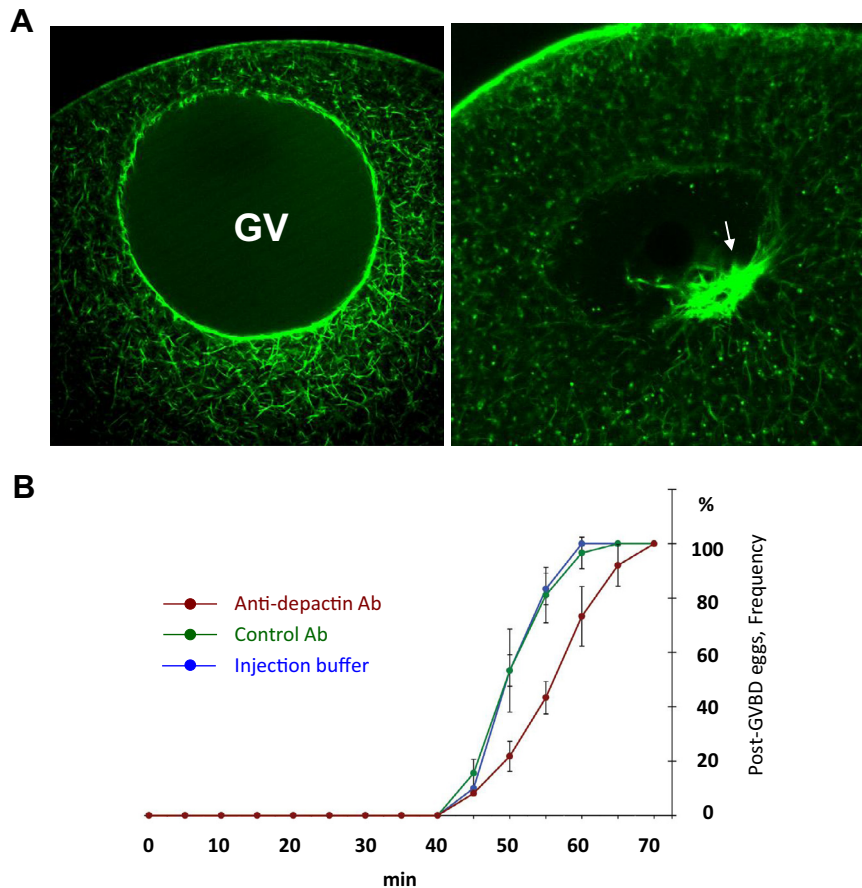 A
GV
B
Anti-depactin Ab
Control Ab
Injection buffer
%
100
80
60
40
20
0
Post-GVBD eggs, Frequency
0 10 20 30 40 50 60 70
min